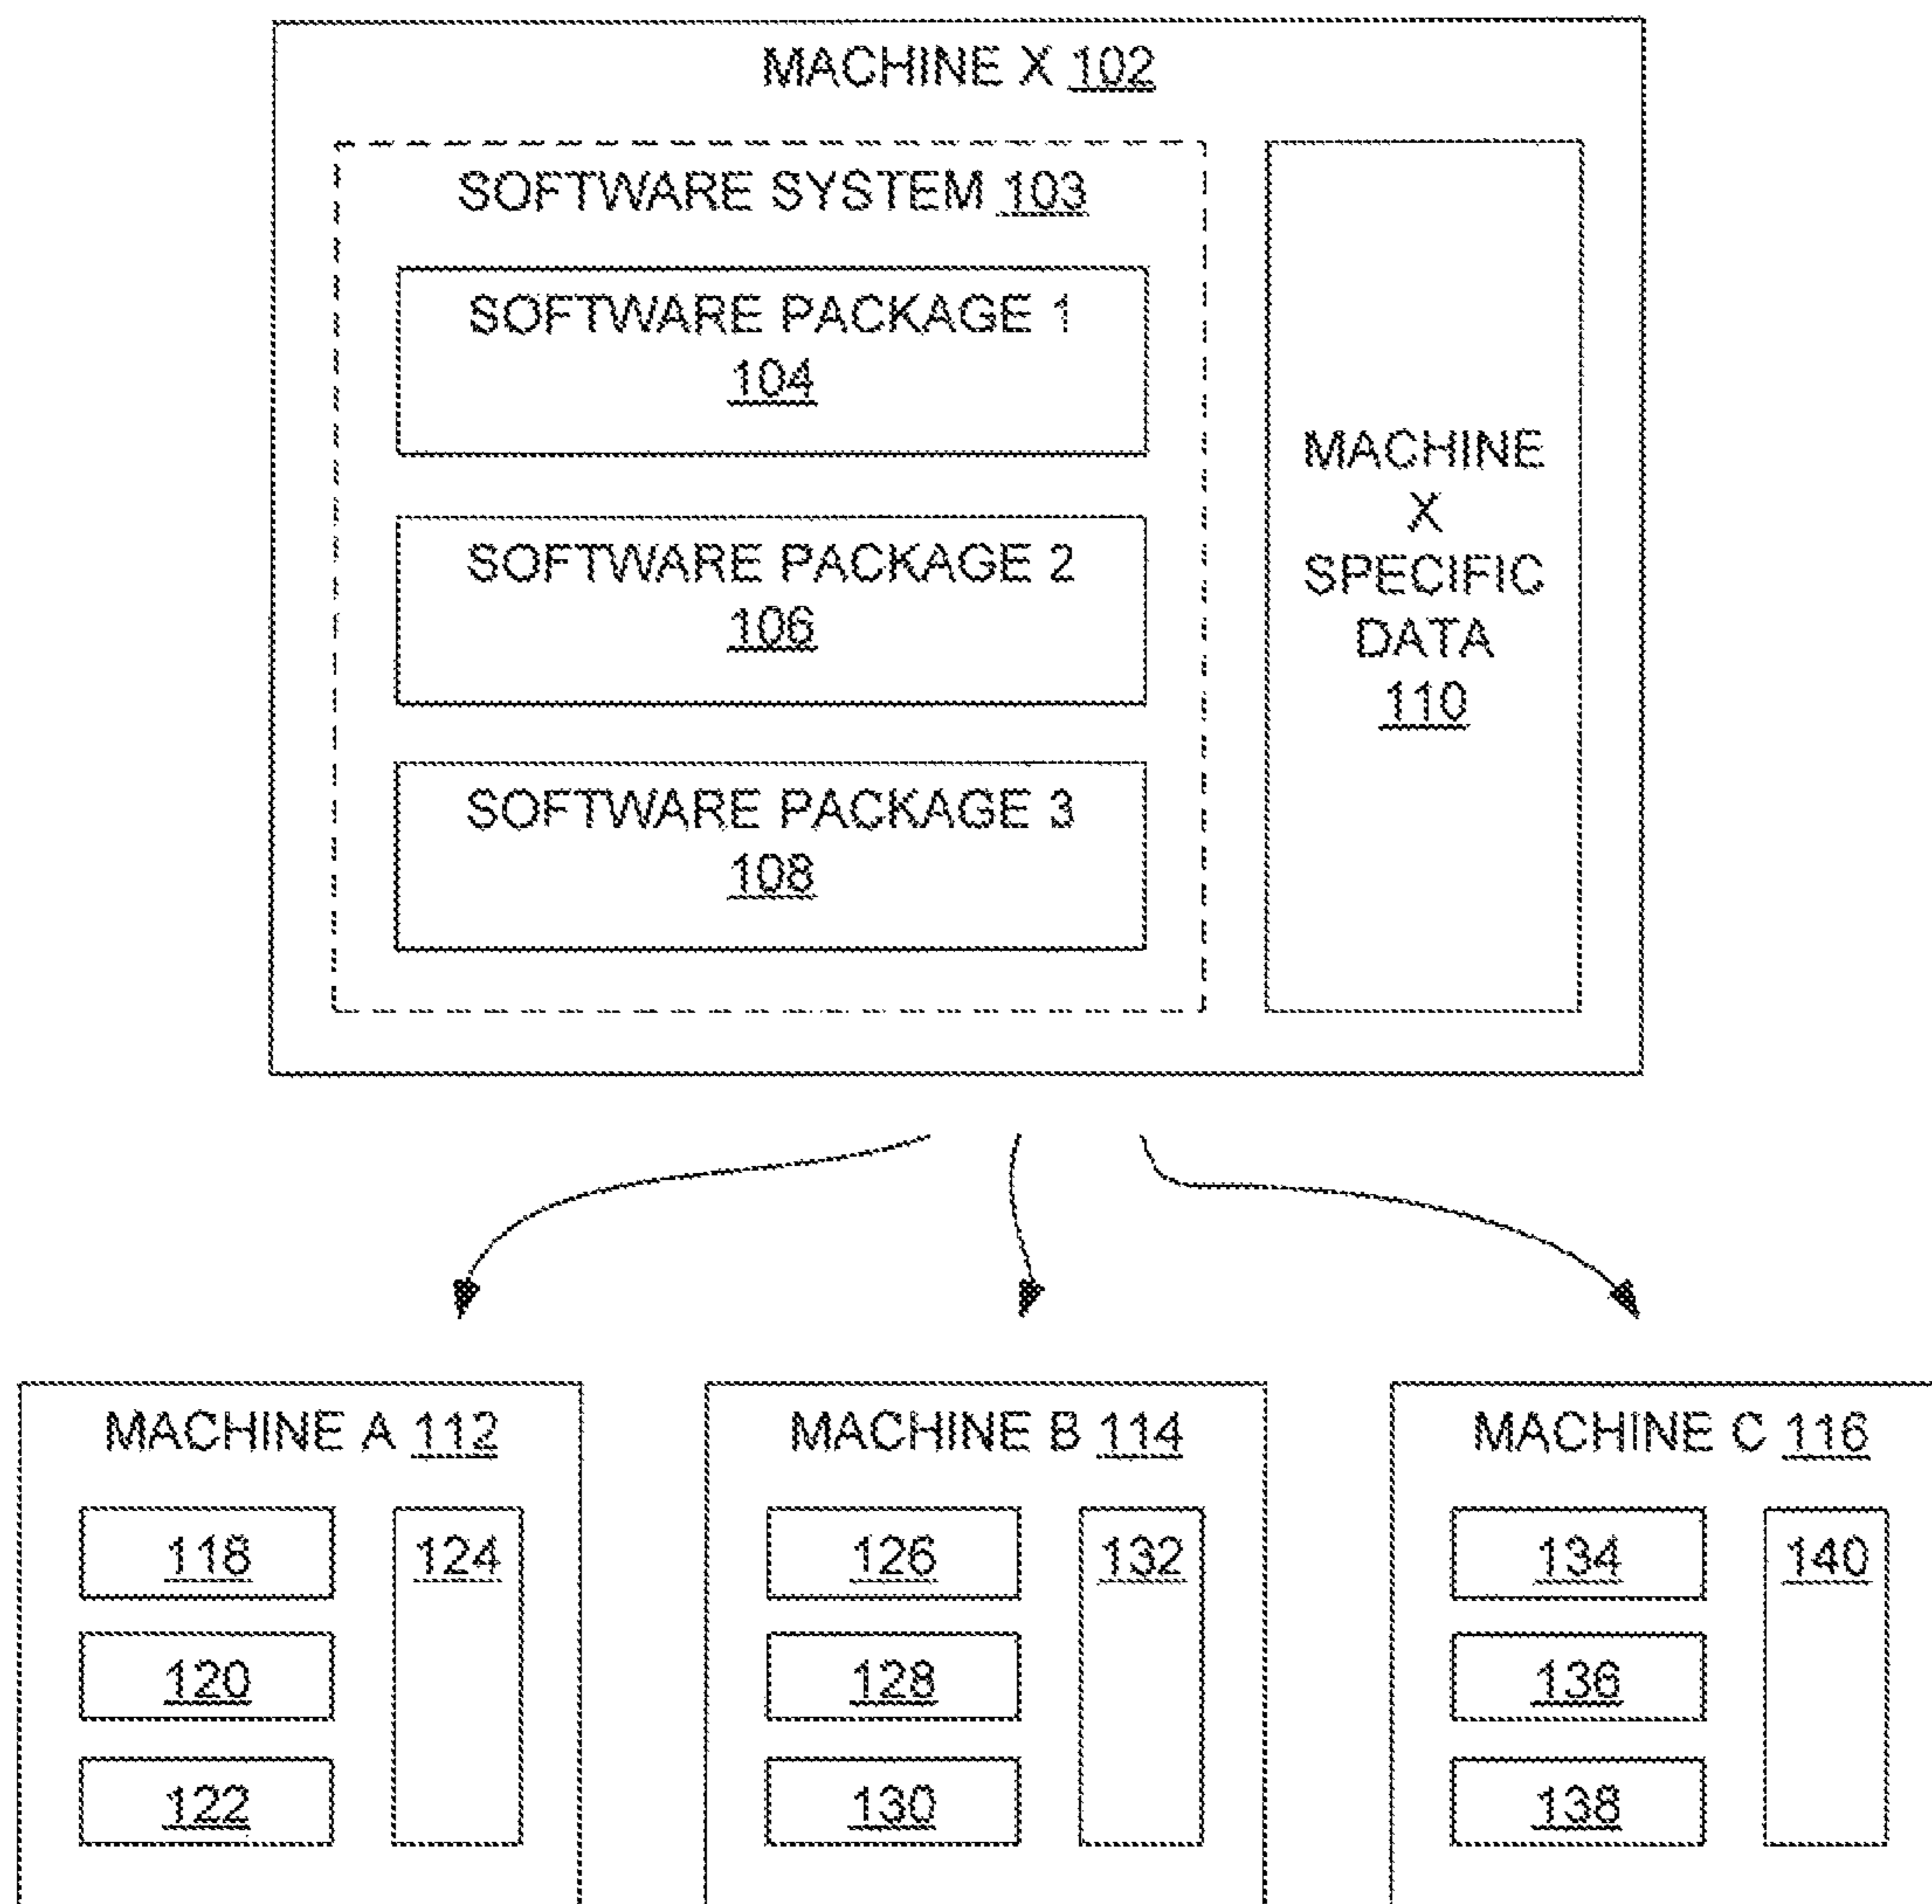 MACHINE X 102
SOFTWARE SYSTEM 103
SOFTWARE PACKAGE 1
104
SOFTWARE PACKAGE 2
106
SOFTWARE PACKAGE 3
108
MACHINE
X
SPECIFIC
DATA
110
MACHINE A 112
118
120
122
124
MACHINE B 114
126
128
130
132
MACHINE C 116
134
136
138
140